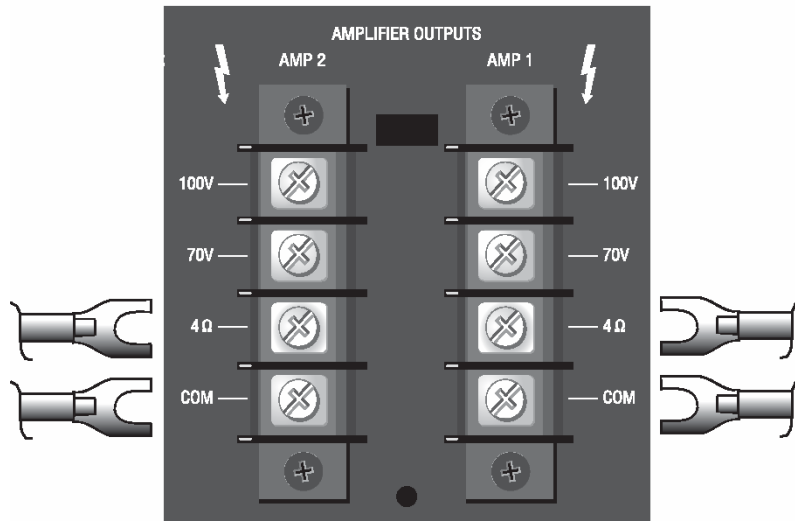 AMPLIFIER OUTPUTS
AMP 2 AMP 1
100V 100V
70V 70V
4 Ω 4 Ω
COM COM